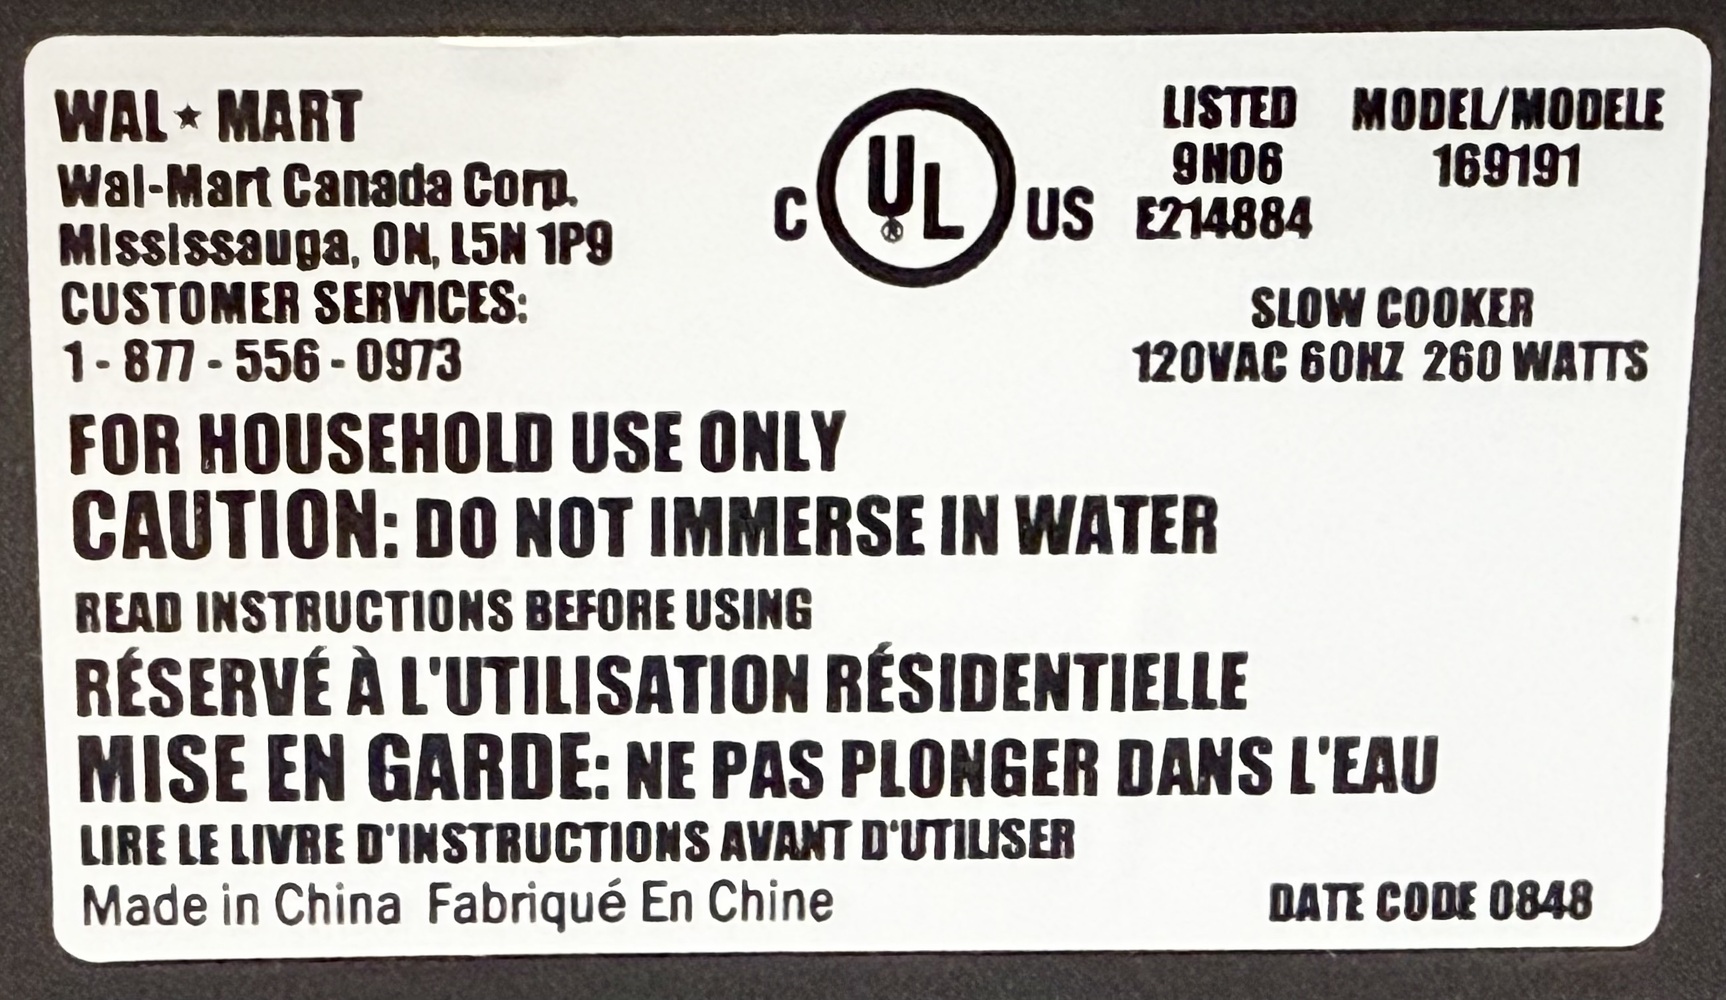 WAL★MART
Wal-Mart Canada Corp.
Mississauga, ON, L5N 1P9
CUSTOMER SERVICES:
1-877-556-0973
C UL® US
LISTED
9N06
E214884
MODEL/MODELE
169191
SLOW COOKER
120VAC 60HZ 260 WATTS
FOR HOUSEHOLD USE ONLY
CAUTION: DO NOT IMMERSE IN WATER
READ INSTRUCTIONS BEFORE USING
RÉSERVÉ À L'UTILISATION RÉSIDENTIELLE
MISE EN GARDE: NE PAS PLONGER DANS L'EAU
LIRE LE LIVRE D'INSTRUCTIONS AVANT D'UTILISER
Made in China Fabriqué En Chine
DATE CODE 0848